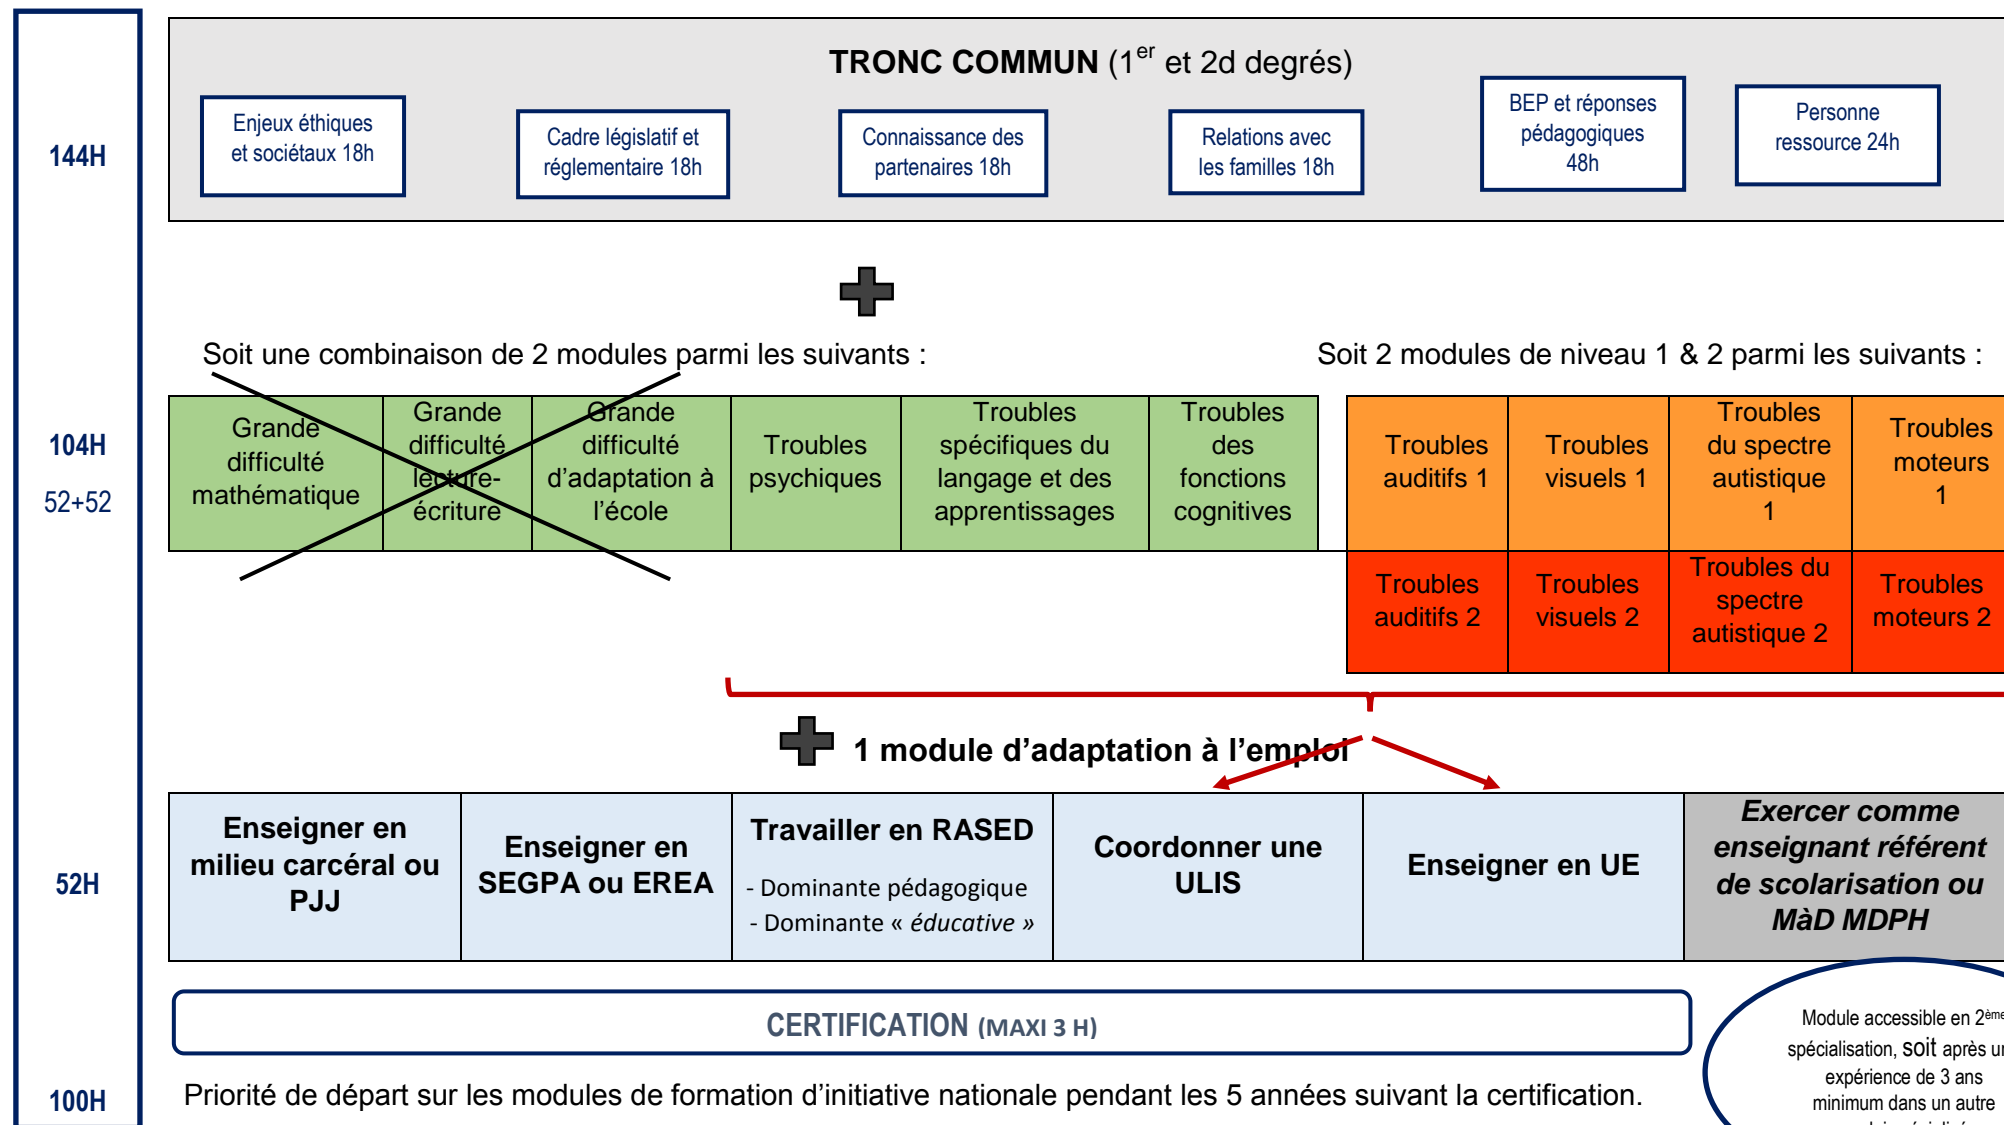 TRONC COMMUN (1er et 2d degrés)
144H
Enjeux éthiques
et sociétaux 18h
Cadre législatif et
réglementaire 18h
Connaissance des
partenaires 18h
Relations avec
les familles 18h
BEP et réponses
pédagogiques
48h
Personne
ressource 24h
Soit une combinaison de 2 modules parmi les suivants :
Soit 2 modules de niveau 1 & 2 parmi les suivants :
104H
52+52
Grande
difficulté
mathématique
Grande
difficulté
lecture-
écriture
Grande
difficulté
d’adaptation à
l’école
Troubles
psychiques
Troubles
spécifiques du
langage et des
apprentissages
Troubles
des
fonctions
cognitives
Troubles
auditifs 1
Troubles
visuels 1
Troubles
du spectre
autistique
1
Troubles
moteurs
1
Troubles
auditifs 2
Troubles
visuels 2
Troubles du
spectre
autistique 2
Troubles
moteurs 2
1 module d’adaptation à l’emploi
52H
Enseigner en
milieu carcéral ou
PJJ
Enseigner en
SEGPA ou EREA
Travailler en RASED
- Dominante pédagogique
- Dominante « éducative »
Coordonner une
ULIS
Enseigner en UE
Exercer comme
enseignant référent
de scolarisation ou
MàD MDPH
CERTIFICATION (MAXI 3 H)
Module accessible en 2ème
spécialisation, soit après
expérience de 3 ans
minimum dans un autre
100H
Priorité de départ sur les modules de formation d’initiative nationale pendant les 5 années suivant la certification.